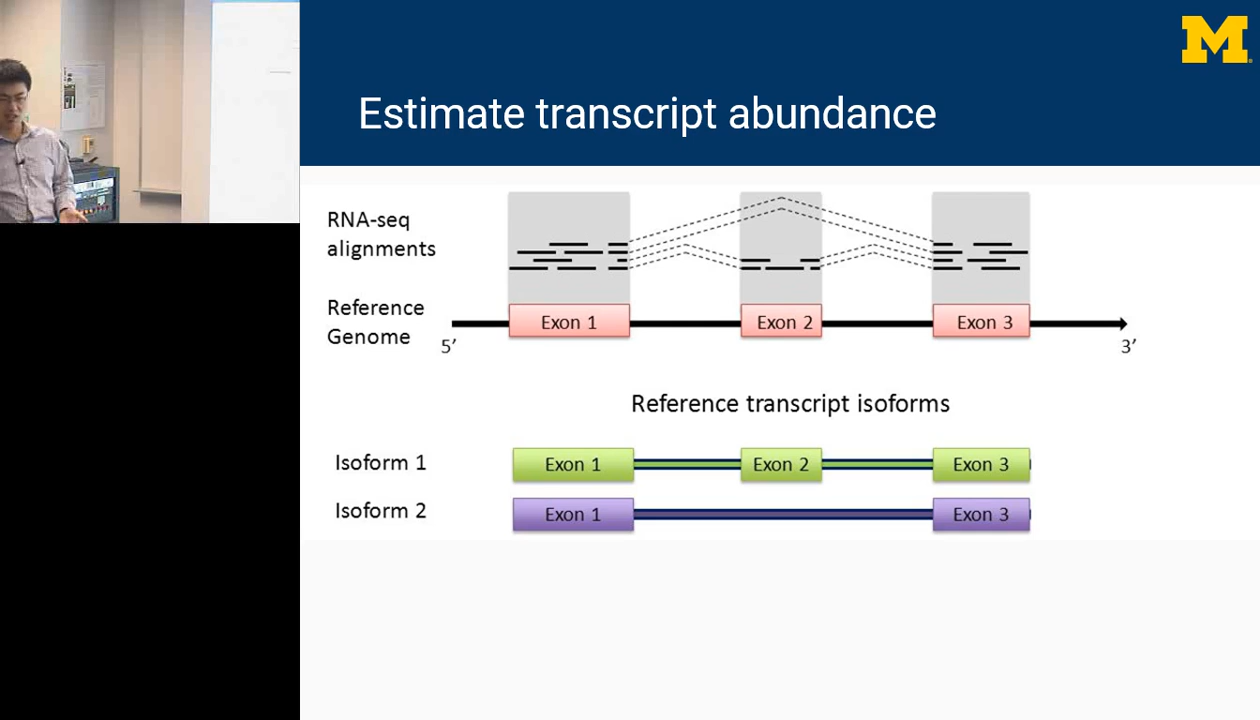 M
Estimate transcript abundance
RNA-seq
alignments
Reference
Genome
Exon 1
Exon 2
Exon 3
5’
3’
Reference transcript isoforms
Isoform 1
Exon 1
Exon 2
Exon 3
Isoform 2
Exon 1
Exon 3